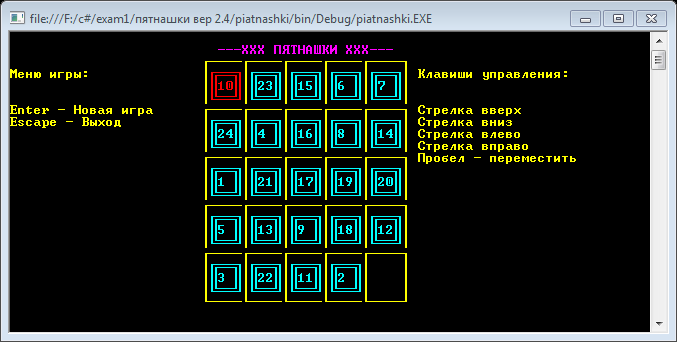 file:///F:/c#/exam1/пятнашки вер 2.4/piatnashki/bin/Debug/piatnashki.EXE
---XXX ПЯТНАШКИ XXX---
Меню игры:
Клавиши управления:
10 23 15 6 7
Enter - Новая игра
Escape - Выход
Стрелка вверх
Стрелка вниз
Стрелка влево
Стрелка вправо
Пробел - переместить
24 4 16 8 14
1 21 17 19 20
5 13 9 18 12
3 22 11 2